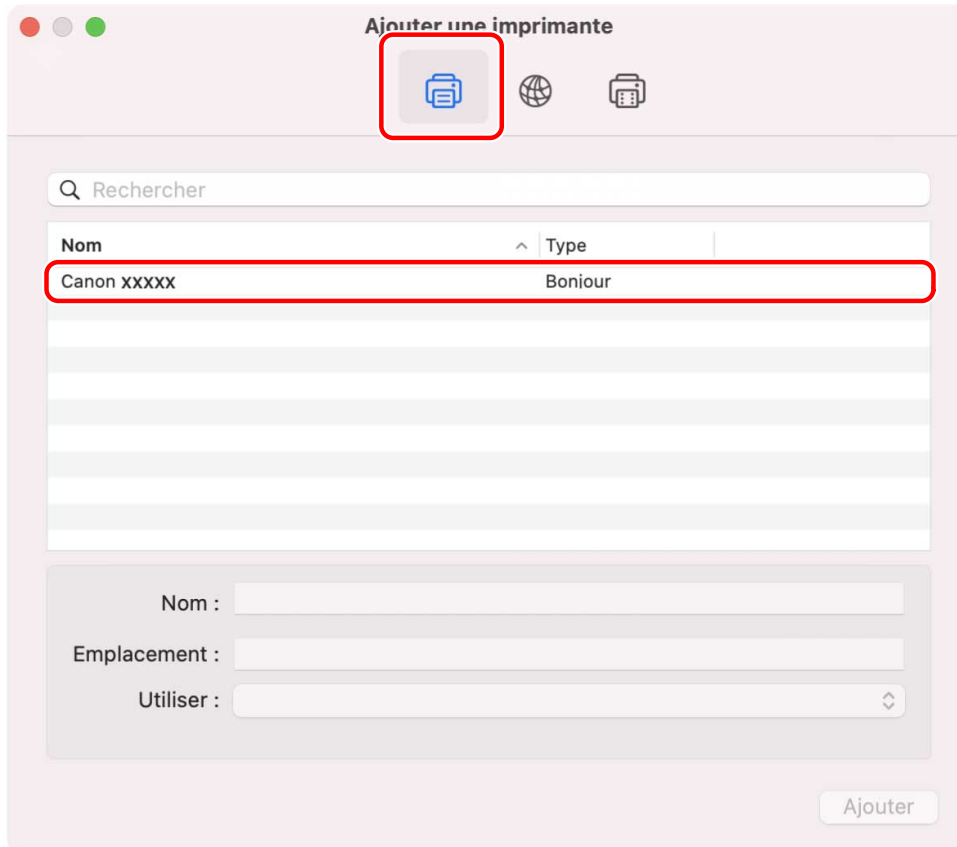 Ajouter une imprimante
Rechercher
Nom Type
Canon xxxxx Bonjour
Nom :
Emplacement :
Utiliser :
Ajouter